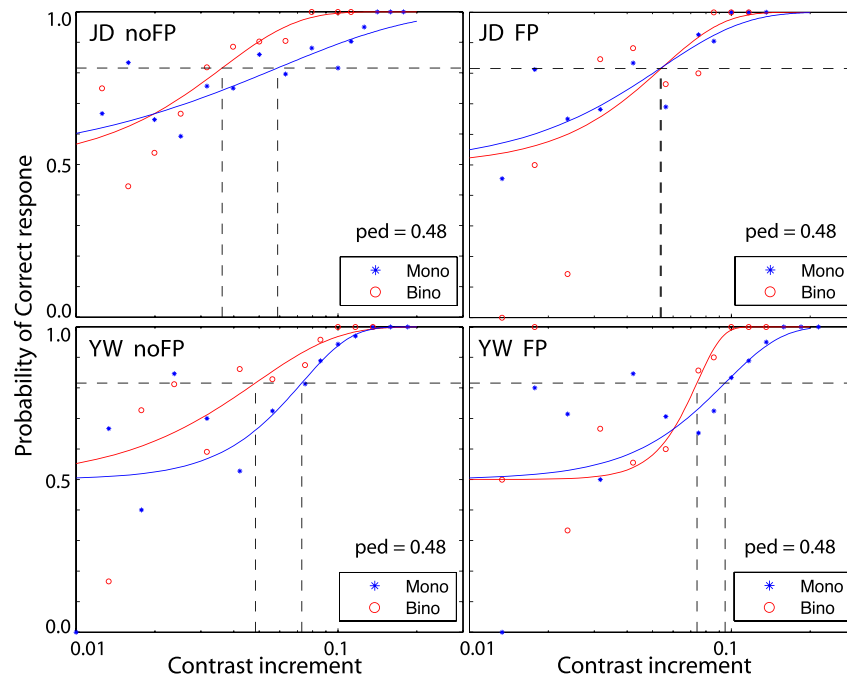 JD noFP
1.0
0.5
0.0
ped = 0.48
Mono
Bino
JD FP
ped = 0.48
Mono
Bino
Probability of Correct respone
YW noFP
1.0
0.5
0.0
ped = 0.48
Mono
Bino
YW FP
ped = 0.48
Mono
Bino
0.01
0.1
Contrast increment
0.01
0.1
Contrast increment